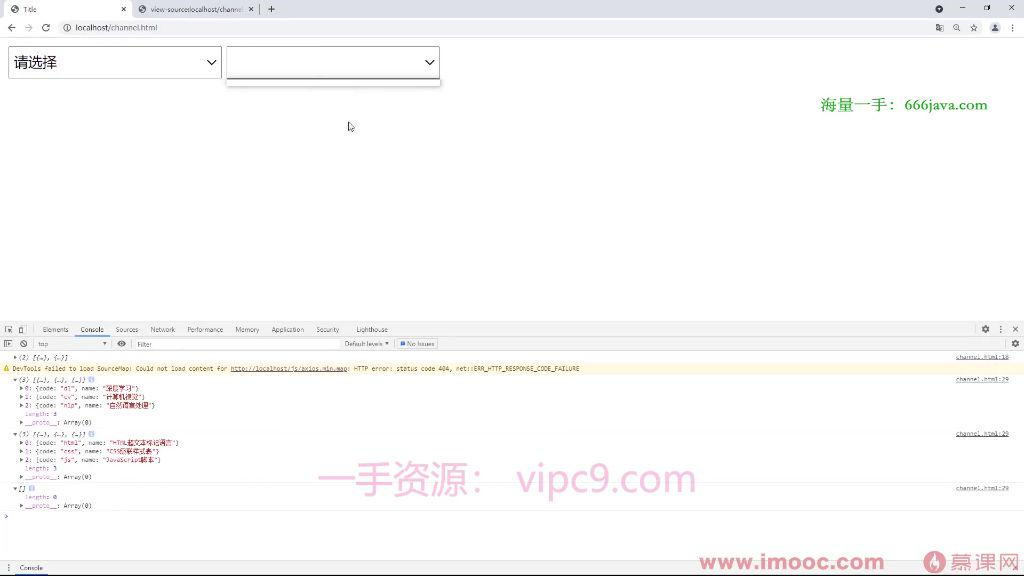 Title
view-source:localhost/channel
localhost/channel.html
请选择
海量一手：666java.com
Elements Console Sources Network Performance Memory Application Security Lighthouse
top Filter Default levels No Issues
(2) [{…}, {…}] channel.html:18
DevTools failed to load SourceMap: Could not load content for http://localhost/js/axios.min.map: HTTP error: status code 404, net::ERR_HTTP_RESPONSE_CODE_FAILURE
(3) [{…}, {…}, {…}] channel.html:29
0: {code: "dl", name: "深层学习"}
1: {code: "cv", name: "计算机视觉"}
2: {code: "nlp", name: "自然语言处理"}
length: 3
__proto__: Array(0)
(3) [{…}, {…}, {…}] channel.html:29
0: {code: "html", name: "HTML超文本标记语言"}
1: {code: "css", name: "CSS级联样式表"}
2: {code: "js", name: "JavaScript脚本"}
length: 3
__proto__: Array(0)
一手资源： vipc9.com
[] channel.html:29
length: 0
__proto__: Array(0)
>
www.imooc.com 慕课网
Console